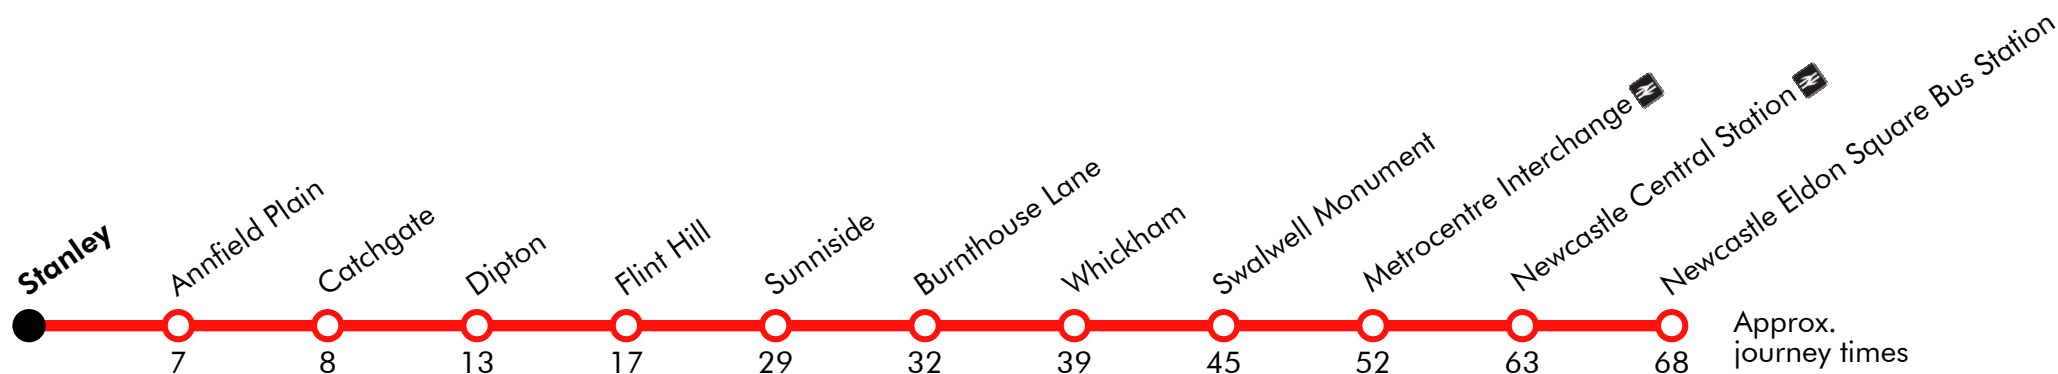 Stanley
Annfield Plain
Catchgate
Dipton
Flint Hill
Sunniside
Burnthouse Lane
Whickham
Swalwell Monument
Metrocentre Interchange
Newcastle Central Station
Newcastle Eldon Square Bus Station
7
8
13
17
29
32
39
45
52
63
68
Approx.
journey times